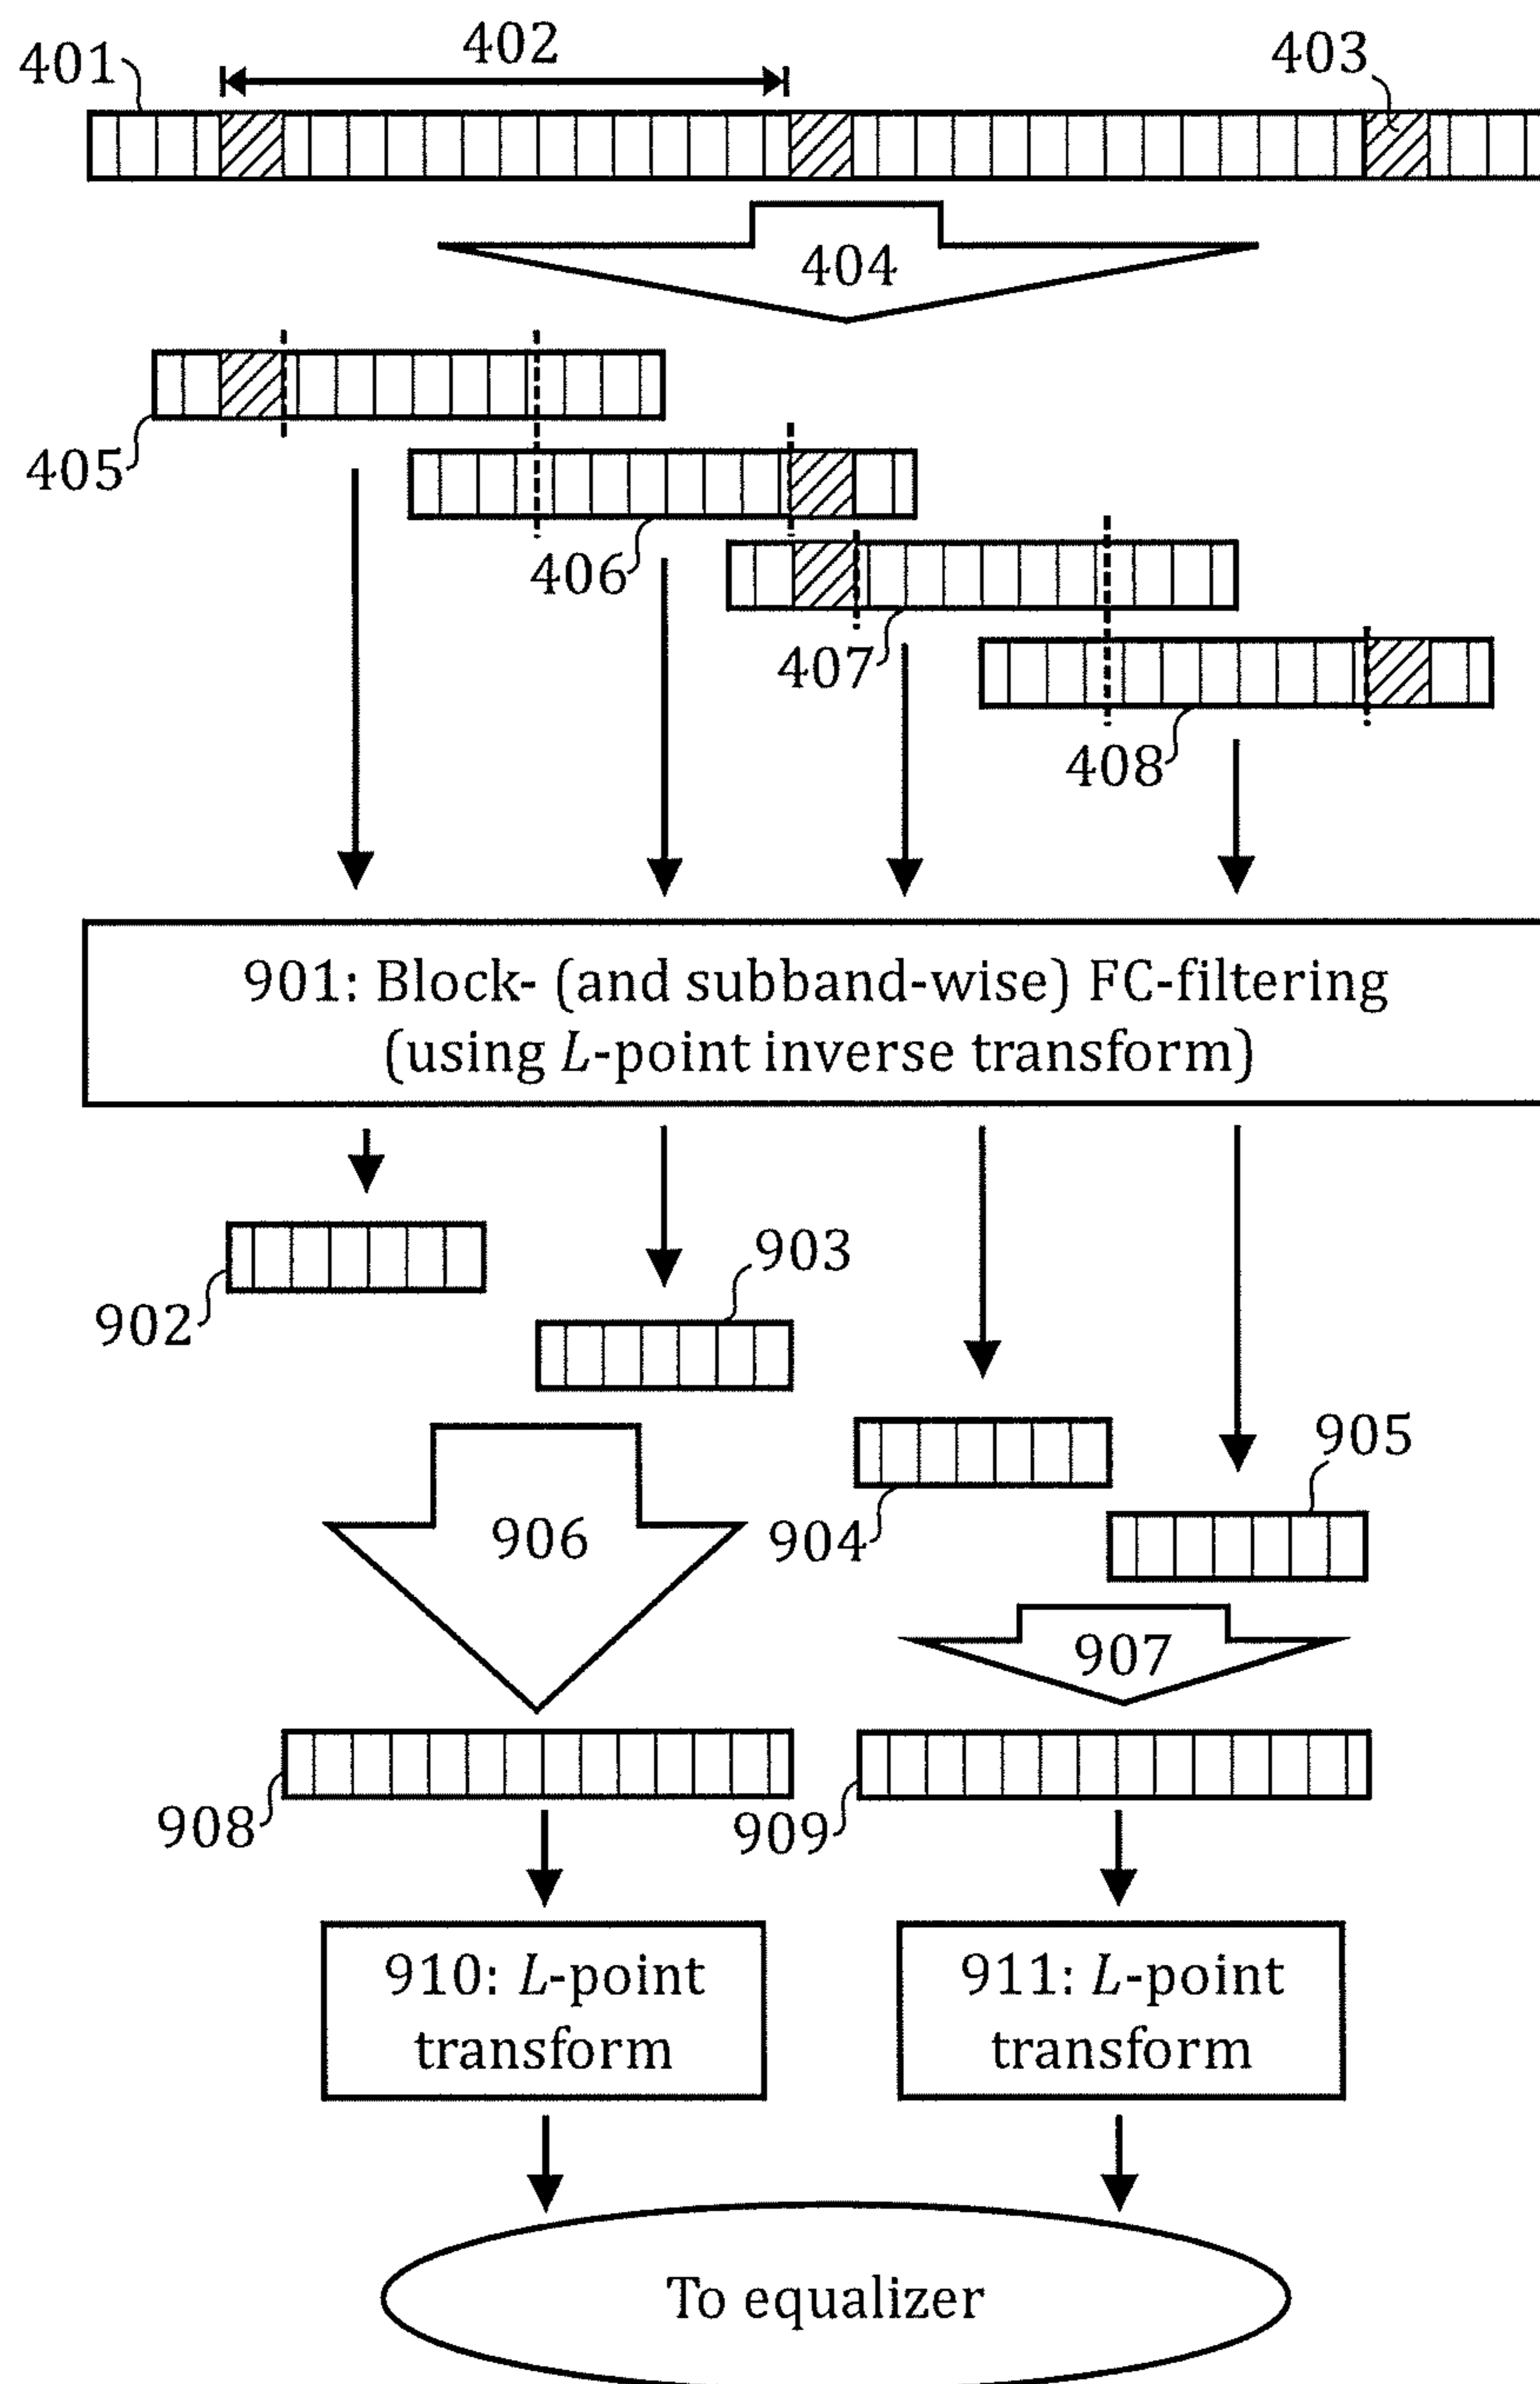 401
402
403
404
405
406
407
408
901: Block- (and subband-wise) FC-filtering
(using L-point inverse transform)
902
903
904
905
906
907
908
909
910: L-point
transform
911: L-point
transform
To equalizer